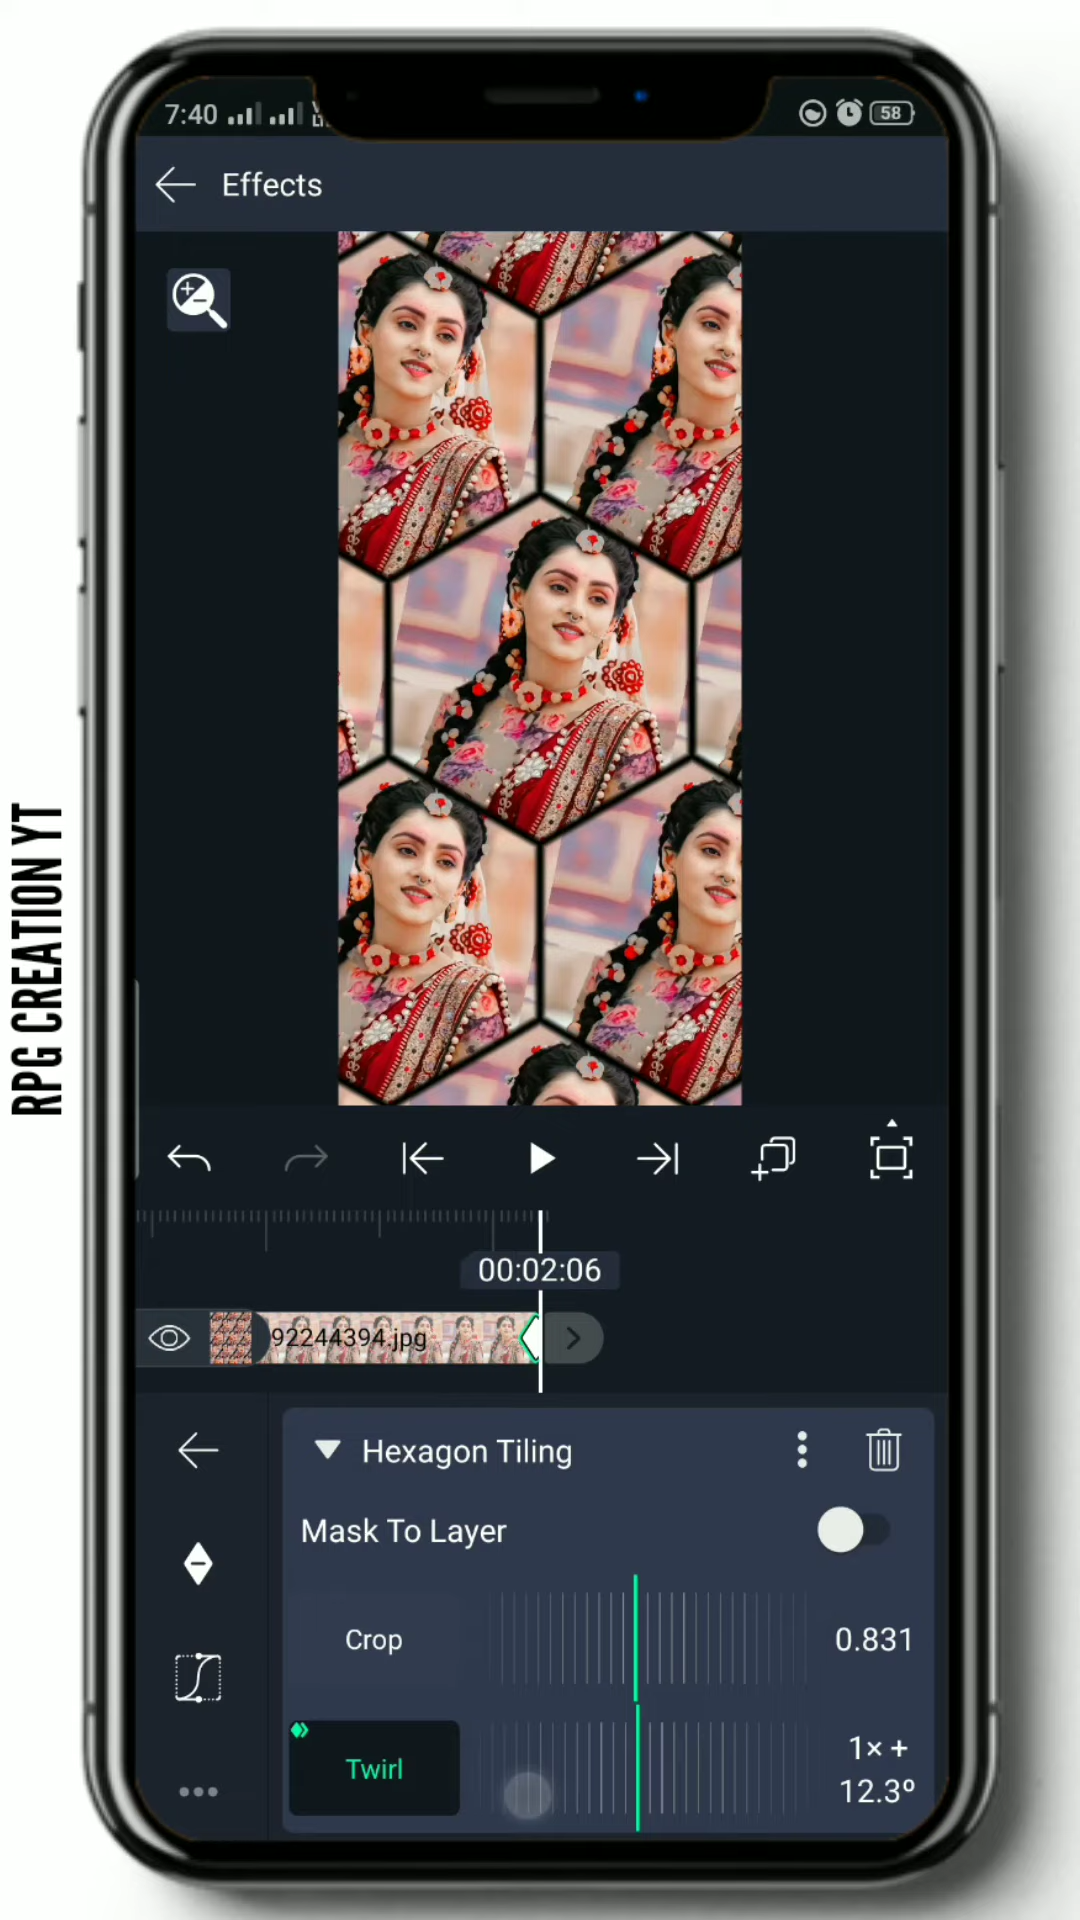 7:40
58
Effects
RPG CREATION YT
00:02:06
92244394.jpg
Hexagon Tiling
Mask To Layer
Crop
0.831
Twirl
1× +
12.3º